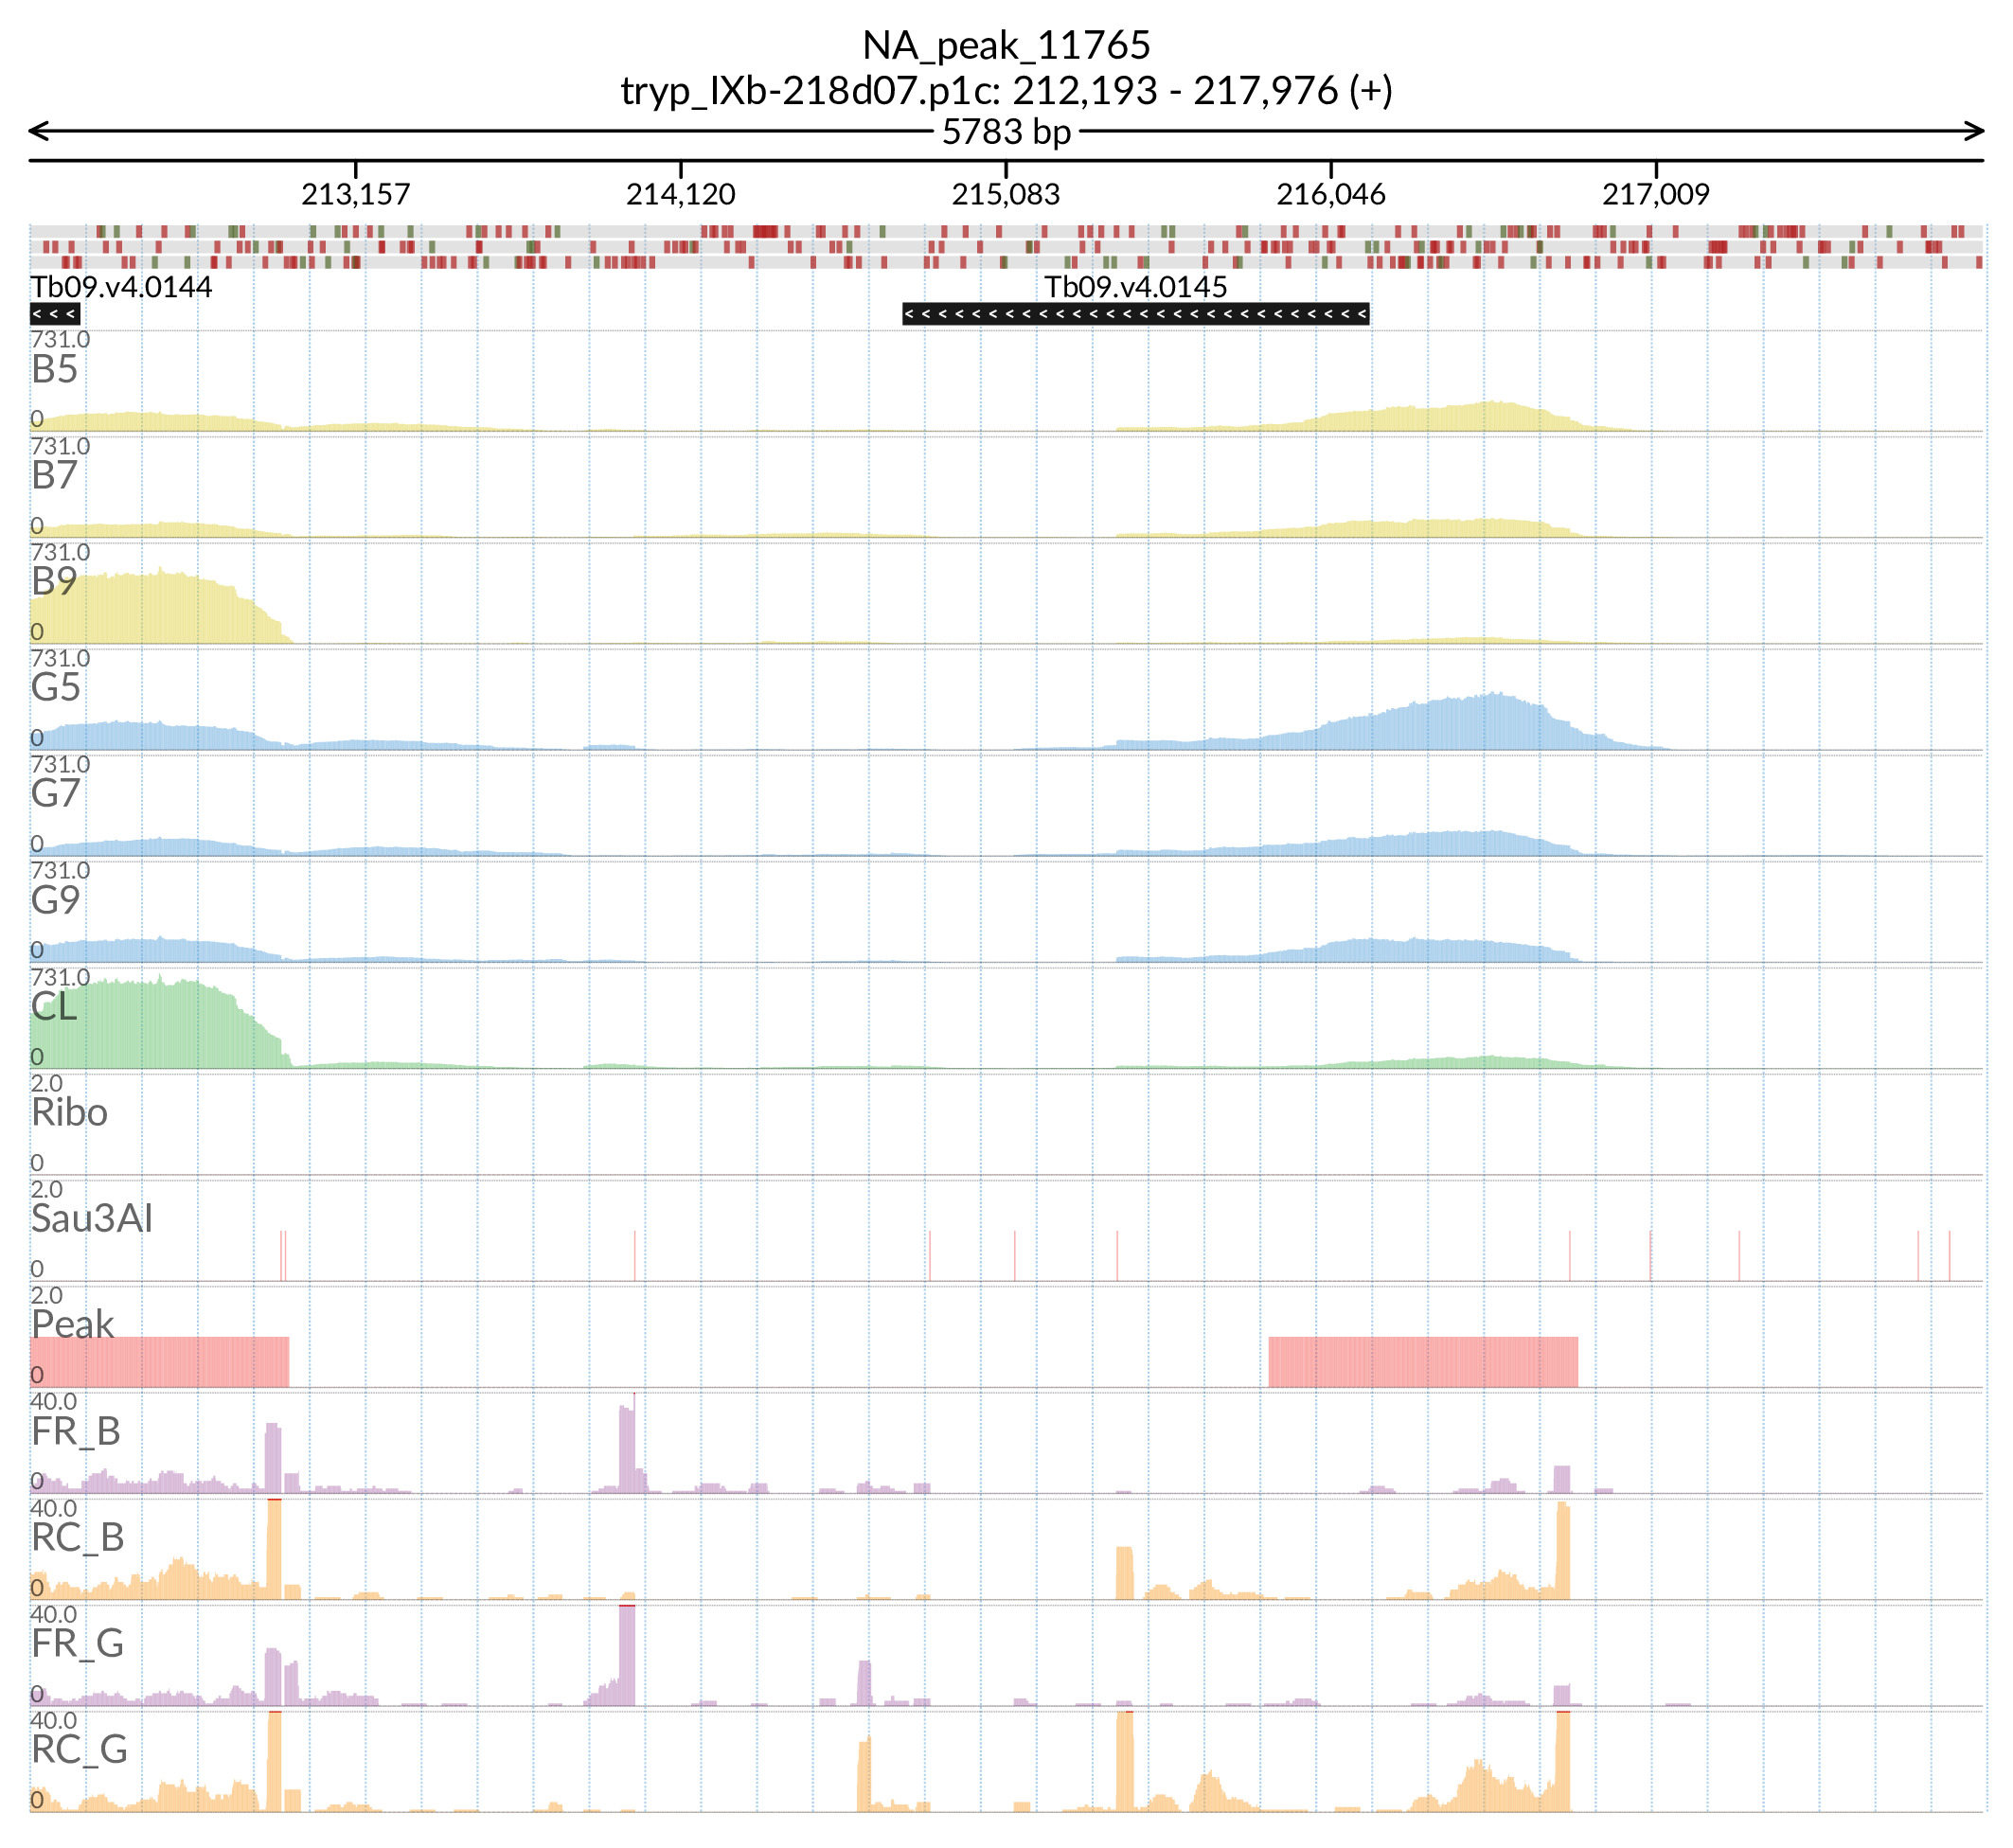 NA_peak_11765
tryp_IXb-218d07.p1c: 212,193 - 217,976 (+)
5783 bp
213,157 214,120 215,083 216,046 217,009
Tb09.v4.0144 Tb09.v4.0145
731.0
B5
0
731.0
B7
0
731.0
B9
0
731.0
G5
0
731.0
G7
0
731.0
G9
0
731.0
CL
0
2.0
Ribo
0
2.0
Sau3AI
0
2.0
Peak
0
40.0
FR_B
0
40.0
RC_B
0
40.0
FR_G
0
40.0
RC_G
0